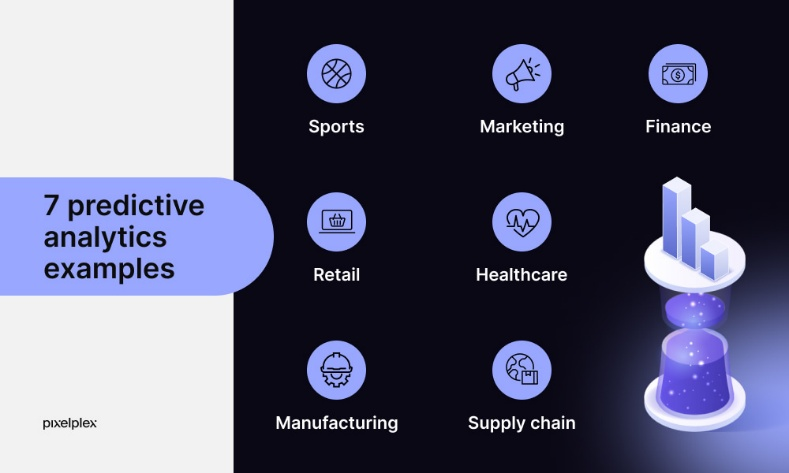 7 predictive
analytics
examples
Sports
Marketing
Finance
Retail
Healthcare
Manufacturing
Supply chain
pixelplex